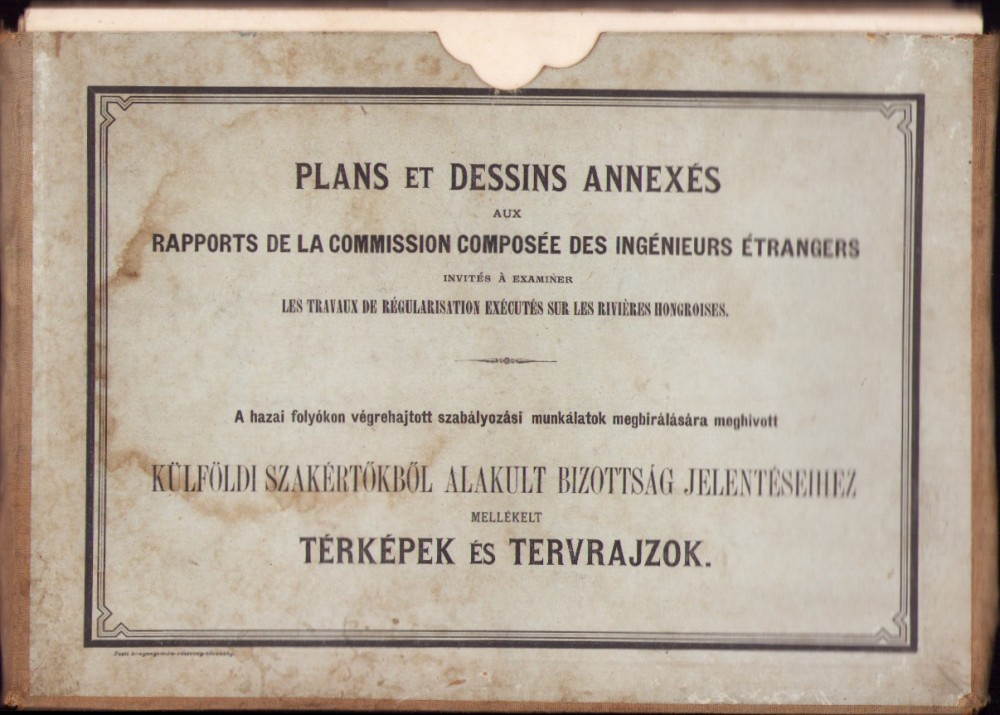 PLANS ET DESSINS ANNEXÉS
AUX
RAPPORTS DE LA COMMISSION COMPOSÉE DES INGÉNIEURS ÉTRANGERS
INVITÉS À EXAMINER
LES TRAVAUX DE RÉGULARISATION EXÉCUTÉS SUR LES RIVIÈRES HONGROISES.
A hazai folyókon végrehajtott szabályozási munkálatok megbirálására meghivott
KÜLFÖLDI SZAKÉRTŐKBŐL ALAKULT BIZOTTSÁG JELENTÉSEIHEZ
MELLÉKELT
TÉRKÉPEK ÉS TERVRAJZOK.